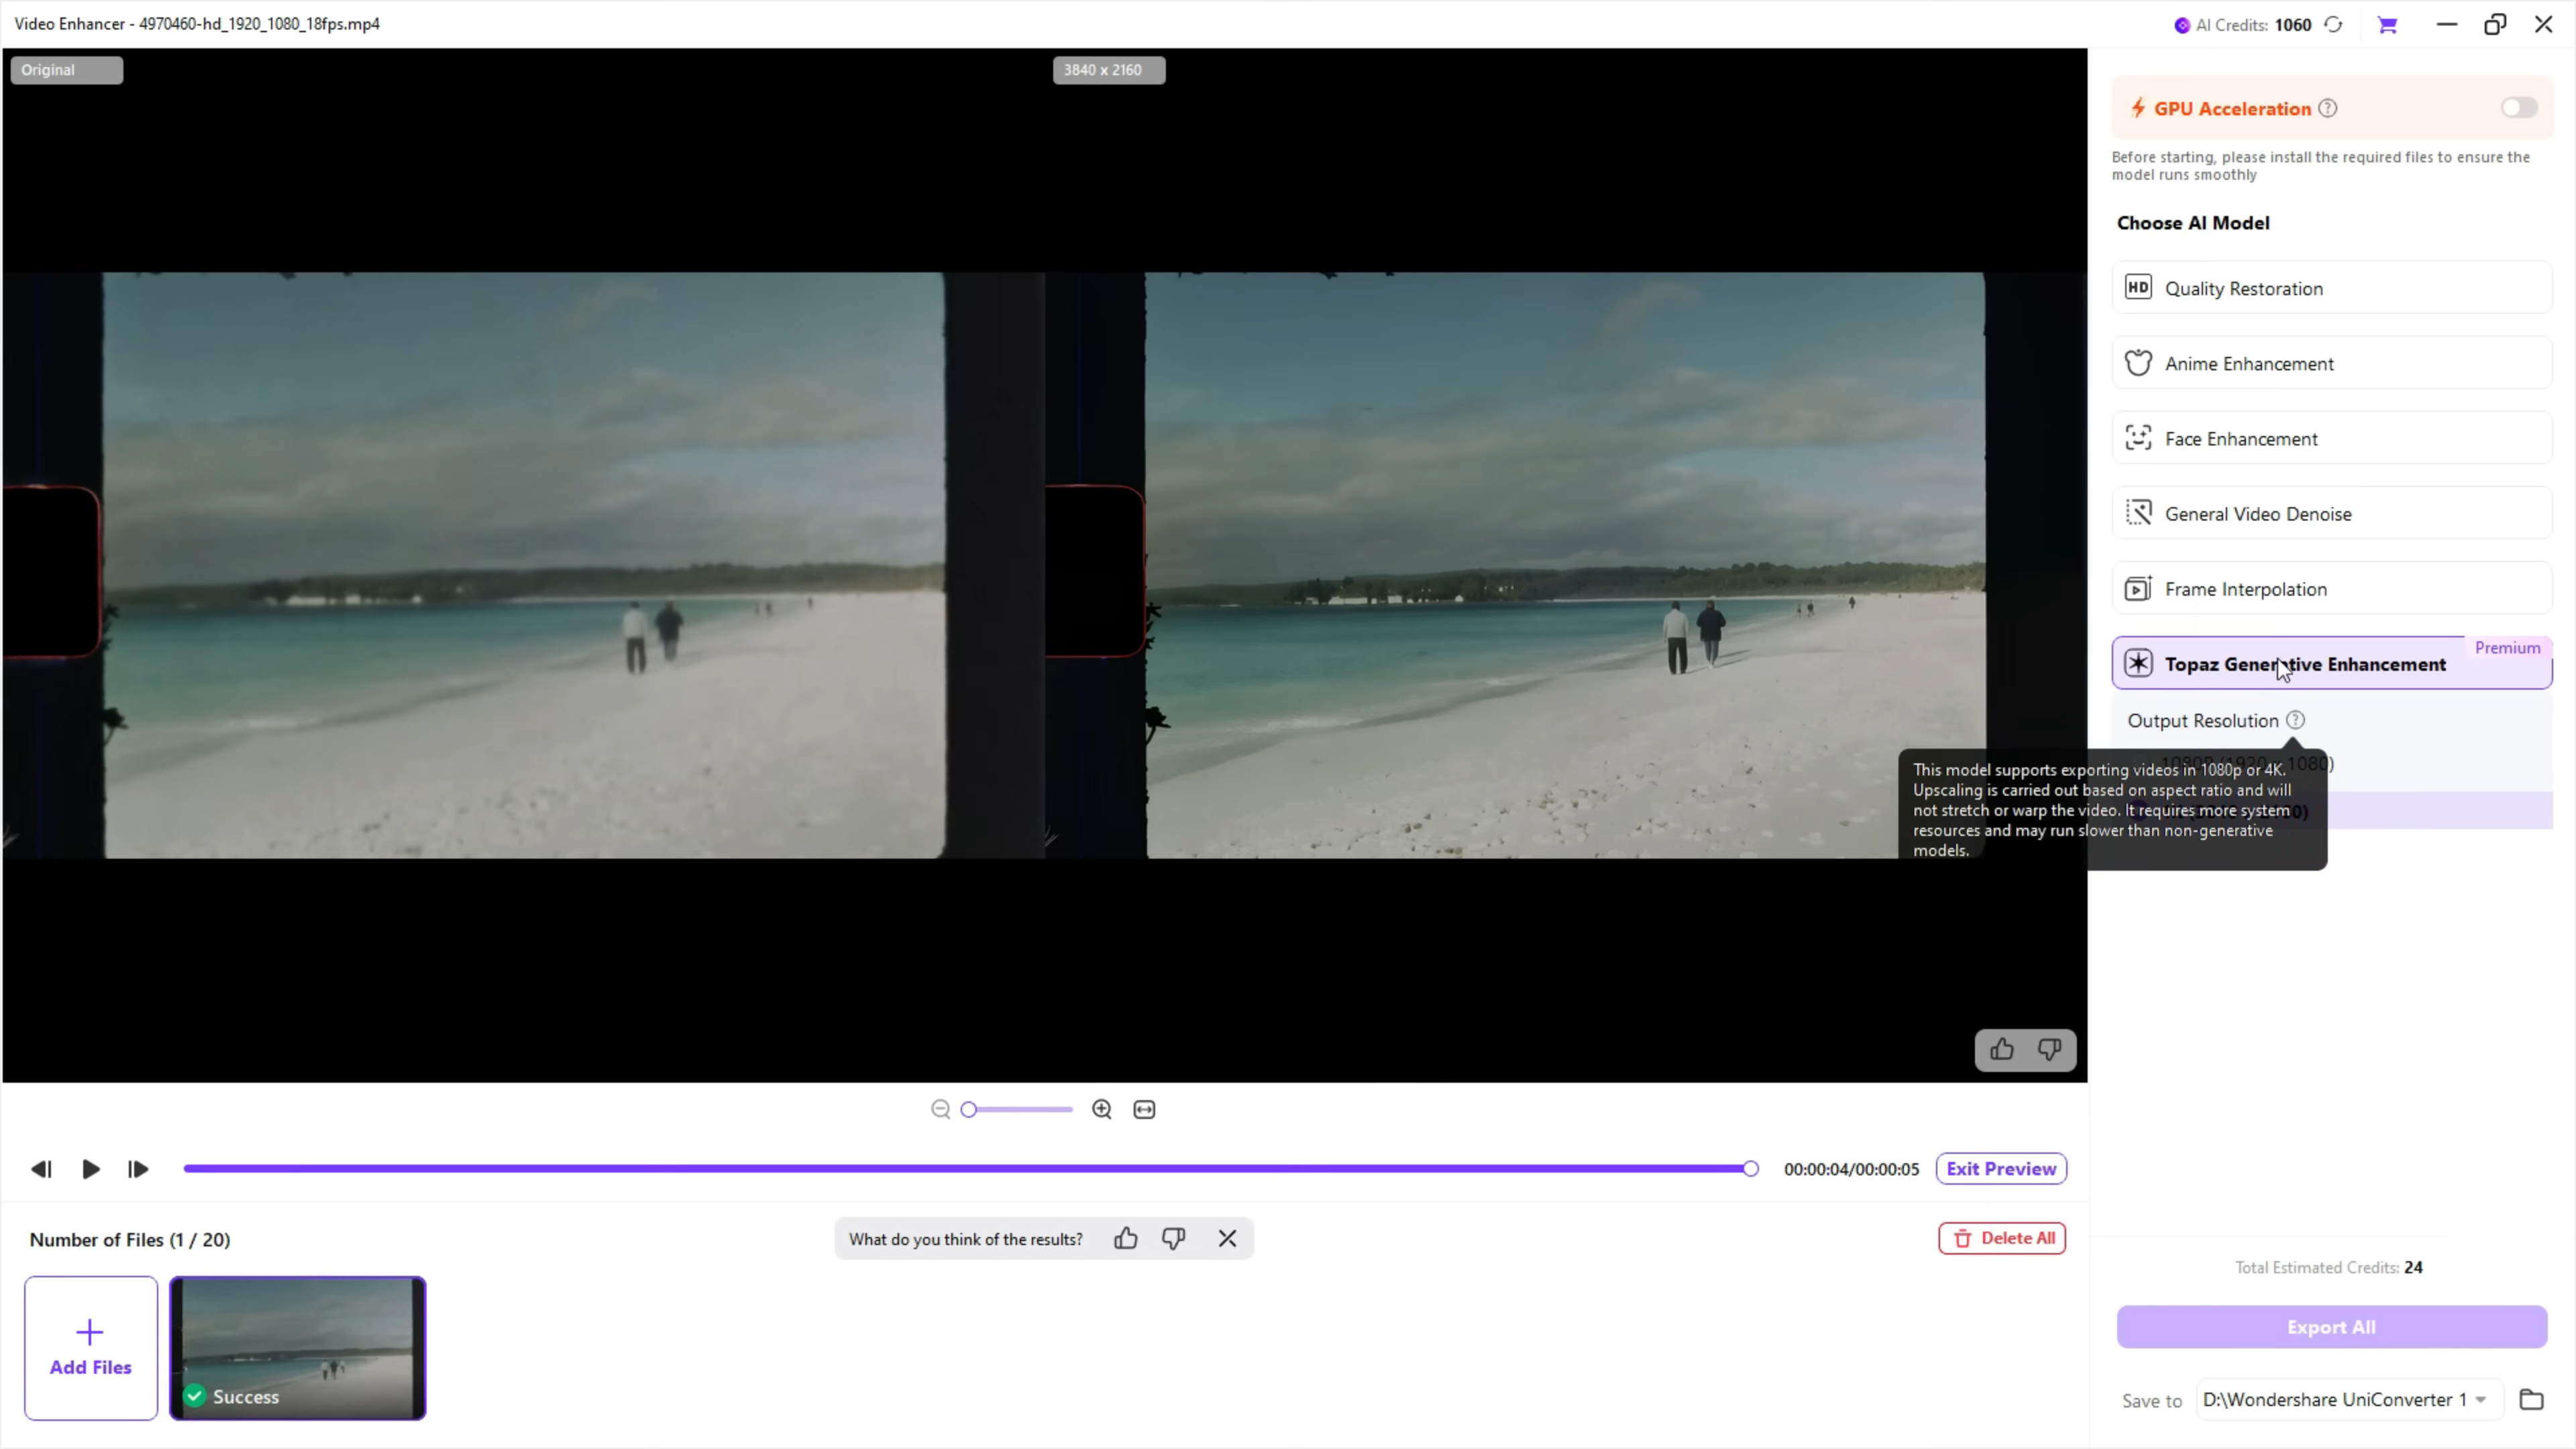 Video Enhancer - 4970460-hd_1920_1080_18fps.mp4
AI Credits: 1060
Original
3840 x 2160
GPU Acceleration
Before starting, please install the required files to ensure the
model runs smoothly
Choose AI Model
HD Quality Restoration
Anime Enhancement
Face Enhancement
General Video Denoise
Frame Interpolation
Premium
Topaz Generative Enhancement
Output Resolution
This model supports exporting videos in 1080p or 4K.
Upscaling is carried out based on aspect ratio and will
not stretch or warp the video. It requires more system
resources and may run slower than non-generative
models.
00:00:04/00:00:05
Exit Preview
Number of Files (1 / 20)
What do you think of the results?
Delete All
Add Files
Success
Total Estimated Credits: 24
Export All
Save to D:\Wondershare UniConverter 1